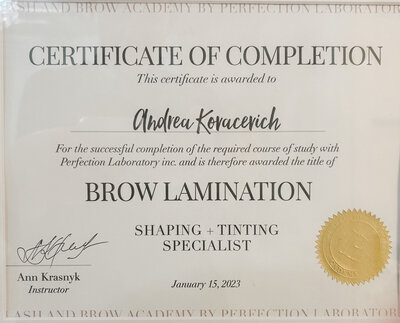 ASH AND BROW ACADEMY BY PERFECTION LABORATOR
CERTIFICATE OF COMPLETION
This certificate is awarded to
Andrea Kovacevich
For the successful completion of the required course of study with
Perfection Laboratory inc. and is therefore awarded the title of
BROW LAMINATION
SHAPING + TINTING
SPECIALIST
Ann Krasnyk
Instructor
January 15, 2023
ASH AND BROW ACADEMY BY PERFECTION LABORATOR